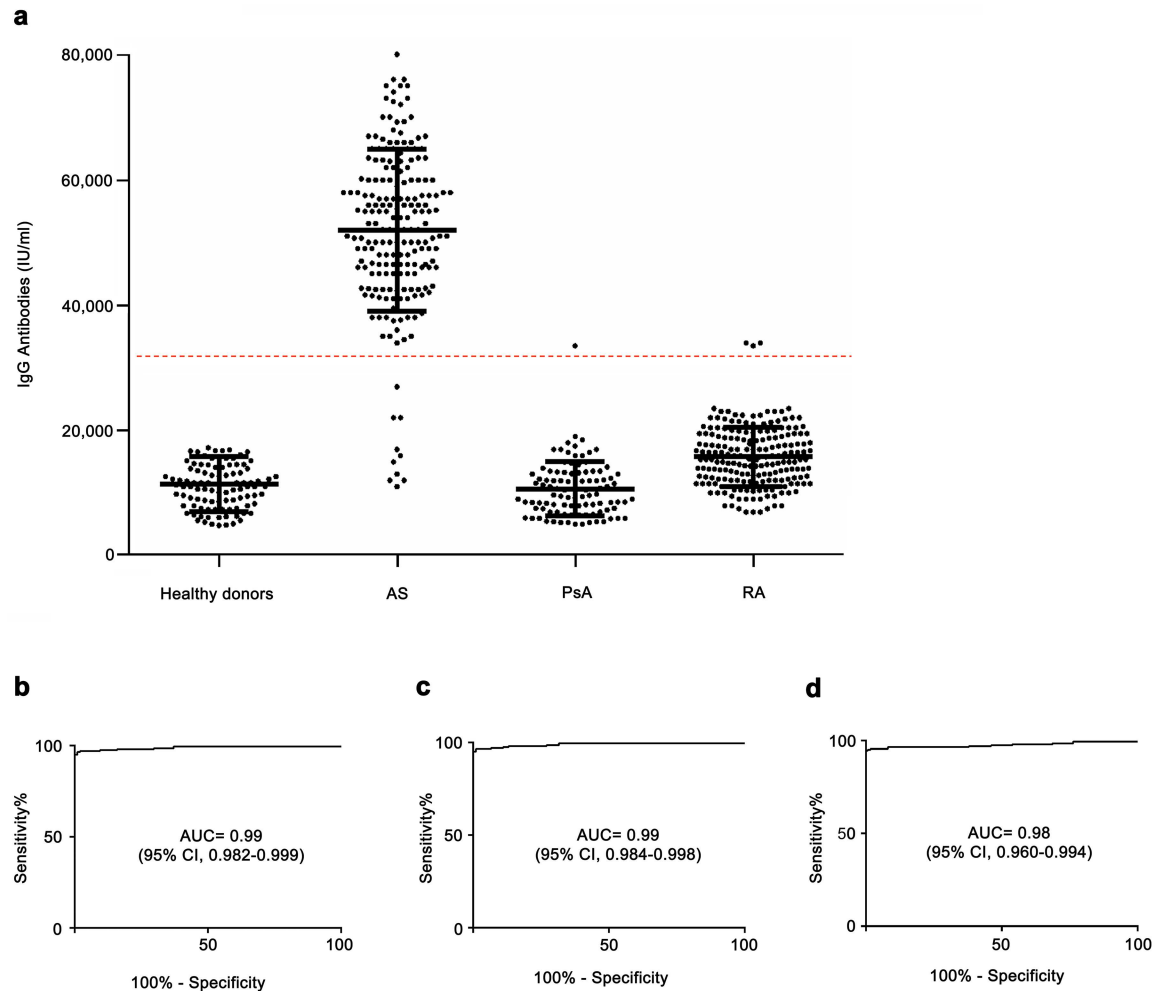 a
IgG Antibodies (IU/ml)
80,000
60,000
40,000
20,000
0
Healthy donors AS PsA RA
b
Sensitivity%
100
50
0
AUC= 0.99
(95% CI, 0.982-0.999)
50 100
100% - Specificity
c
Sensitivity%
100
50
0
AUC= 0.99
(95% CI, 0.984-0.998)
50 100
100% - Specificity
d
Sensitivity%
100
50
0
AUC= 0.98
(95% CI, 0.960-0.994)
50 100
100% - Specificity